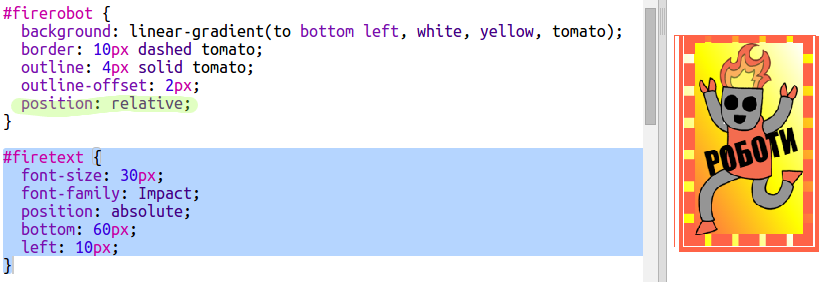 #firerobot {
background: linear-gradient(to bottom left, white, yellow, tomato);
border: 10px dashed tomato;
outline: 4px solid tomato;
outline-offset: 2px;
position: relative;
}
#firetext {
font-size: 30px;
font-family: Impact;
position: absolute;
bottom: 60px;
left: 10px;
}
РОБОТИ